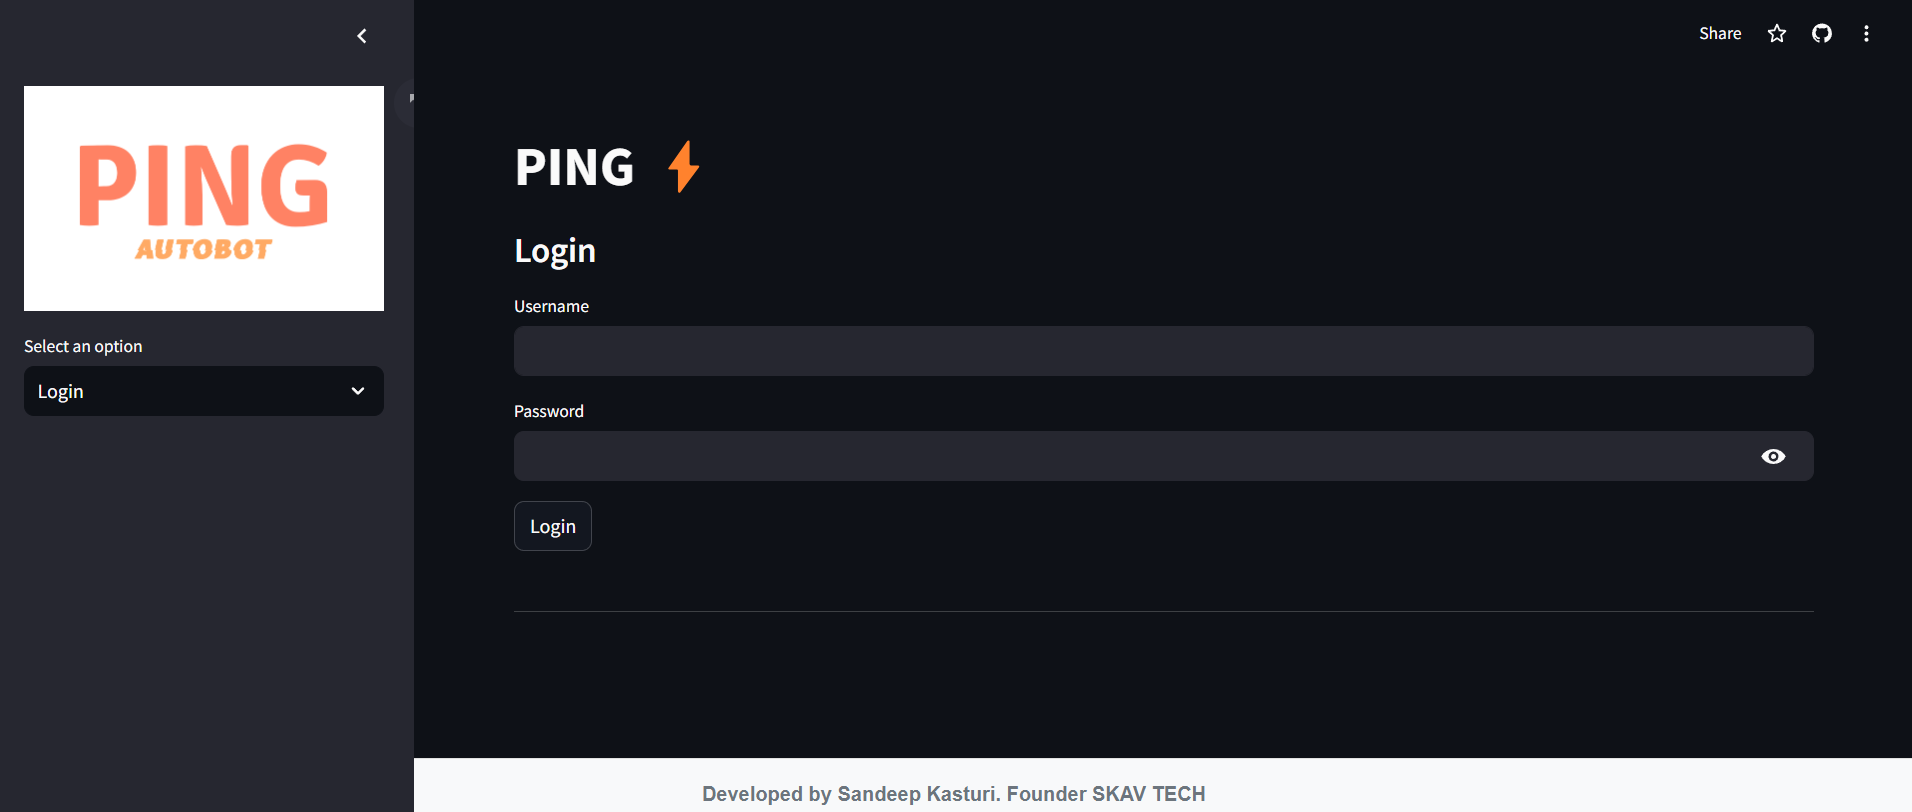 PING
AUTOBOT
Select an option
Login
Share
PING
Login
Username
Password
Login
Developed by Sandeep Kasturi. Founder SKAV TECH